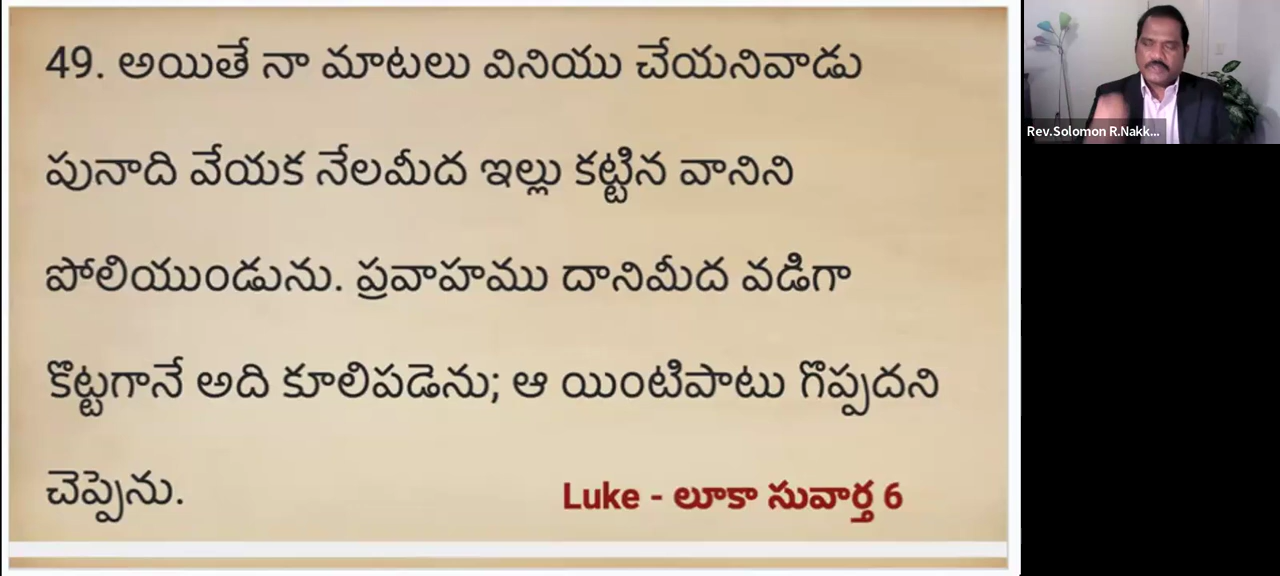 49. అయితే నా మాటలు వినియు చేయనివాడు
పునాది వేయక నేలమీద ఇల్లు కట్టిన వానిని
పోలియుండును. ప్రవాహము దానిమీద వడిగా
కొట్టగానే అది కూలిపడెను; ఆ యింటిపాటు గొప్పదని
చెప్పెను.
Luke - లూకా సువార్త 6
Rev.Solomon R.Nakk...